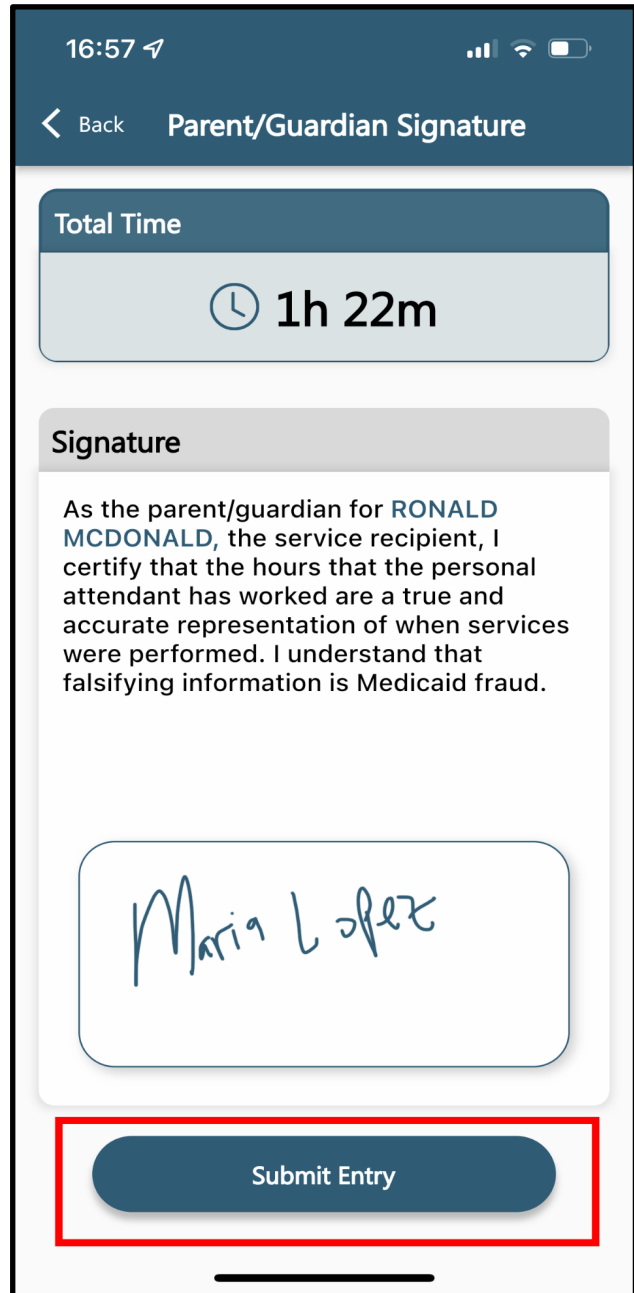 16:57
Back Parent/Guardian Signature
Total Time
1h 22m
Signature
As the parent/guardian for RONALD
MCDONALD, the service recipient, I
certify that the hours that the personal
attendant has worked are a true and
accurate representation of when services
were performed. I understand that
falsifying information is Medicaid fraud.
Maria Lopez
Submit Entry